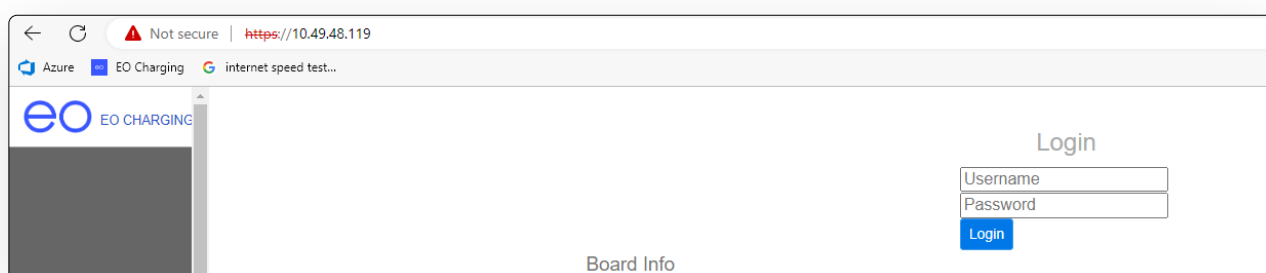 Not secure | https://10.49.48.119
Azure eo EO Charging G internet speed test...
eo EO CHARGING
Login
Username
Password
Login
Board Info